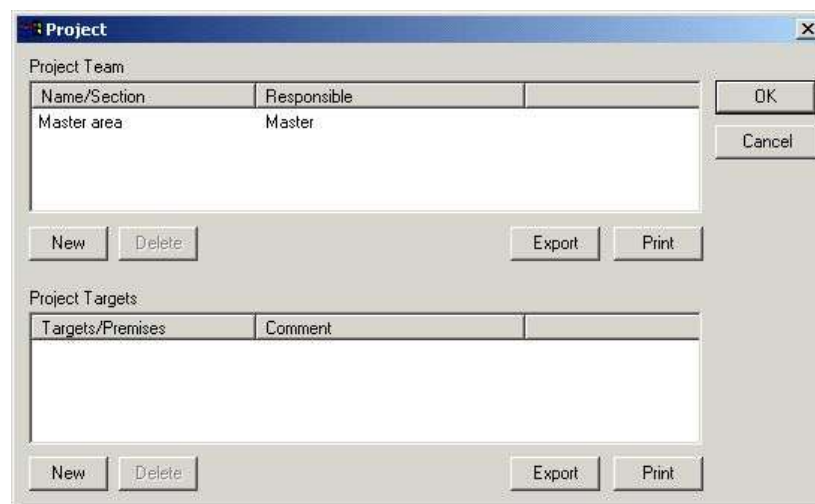 Project
Project Team
Name/Section Responsible
Master area Master
OK
Cancel
New Delete Export Print
Project Targets
Targets/Premises Comment
New Delete Export Print